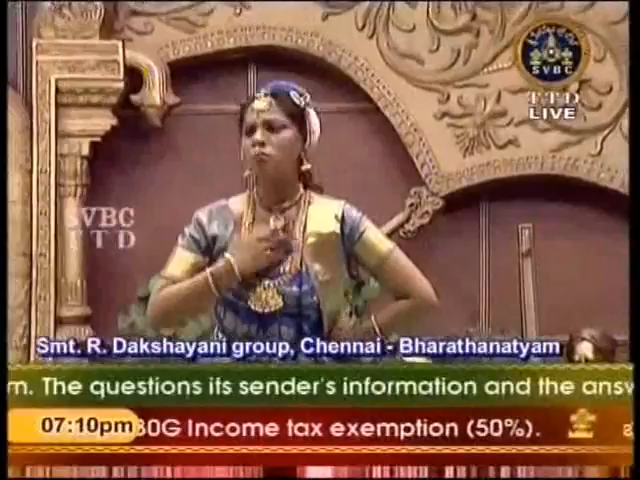 SVBC
TTD
LIVE
SVBC
TTD
Smt. R. Dakshayani group, Chennai - Bharathanatyam
m. The questions its sender's information and the answ
07:10pm 80G Income tax exemption (50%).